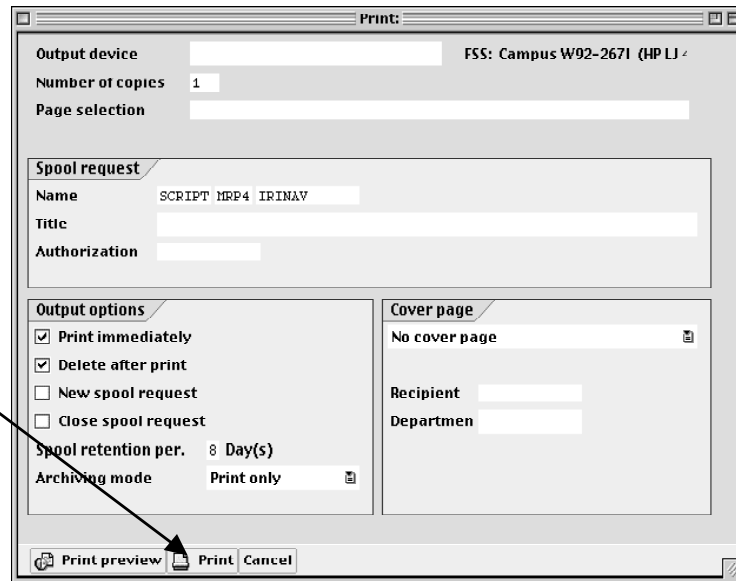 Print:
Output device FSS: Campus W92-267I (HP LJ 4
Number of copies 1
Page selection
Spool request
Name SCRIPT MRP4 IRINAV
Title
Authorization
Output options
Print immediately
Delete after print
New spool request
Close spool request
Spool retention per. 8 Day(s)
Archiving mode Print only
Cover page
No cover page
Recipient
Departmen
Print preview Print Cancel